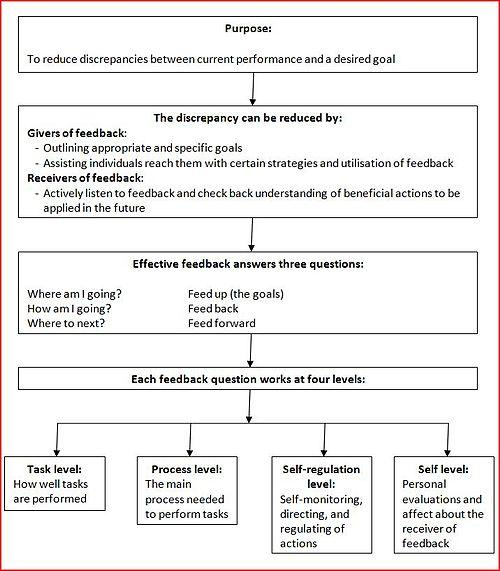 Purpose:
To reduce discrepancies between current performance and a desired goal
The discrepancy can be reduced by:
Givers of feedback:
- Outlining appropriate and specific goals
- Assisting individuals reach them with certain strategies and utilisation of feedback
Receivers of feedback:
- Actively listen to feedback and check back understanding of beneficial actions to be
applied in the future
Effective feedback answers three questions:
Where am I going? Feed up (the goals)
How am I going? Feed back
Where to next? Feed forward
Each feedback question works at four levels:
Task level:
How well tasks
are performed
Process level:
The main
process needed
to perform tasks
Self-regulation
level:
Self-monitoring,
directing, and
regulating of
actions
Self level:
Personal
evaluations and
affect about the
receiver of
feedback